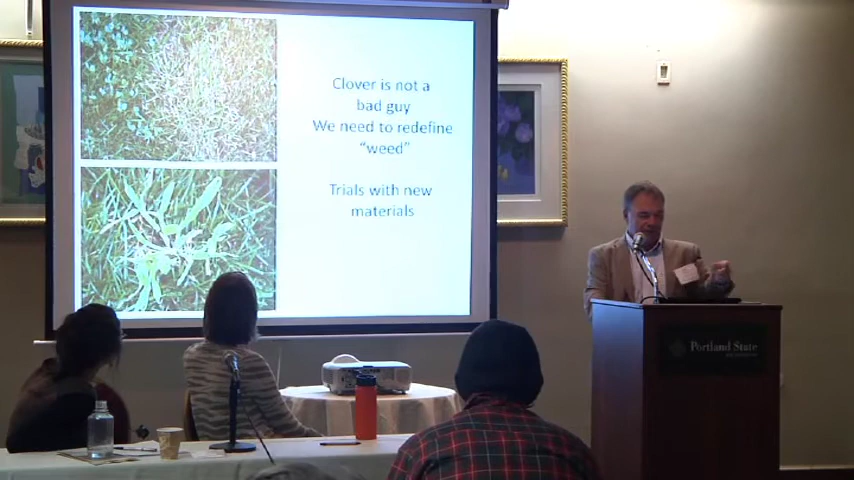 Clover is not a
bad guy
We need to redefine
“weed”
Trials with new
materials
Portland State